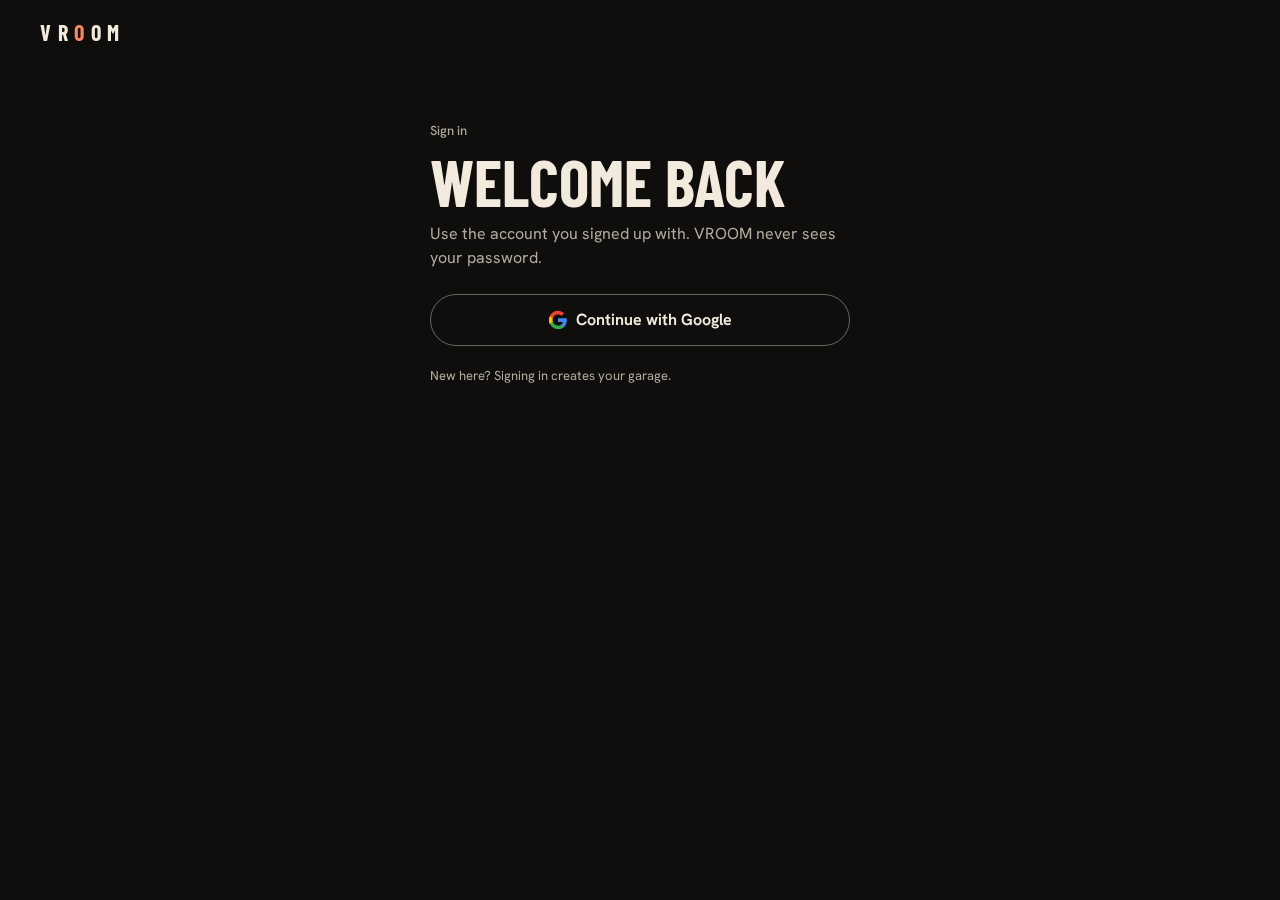 VROOM
Sign in
WELCOME BACK
Use the account you signed up with. VROOM never sees
your password.
Continue with Google
New here? Signing in creates your garage.